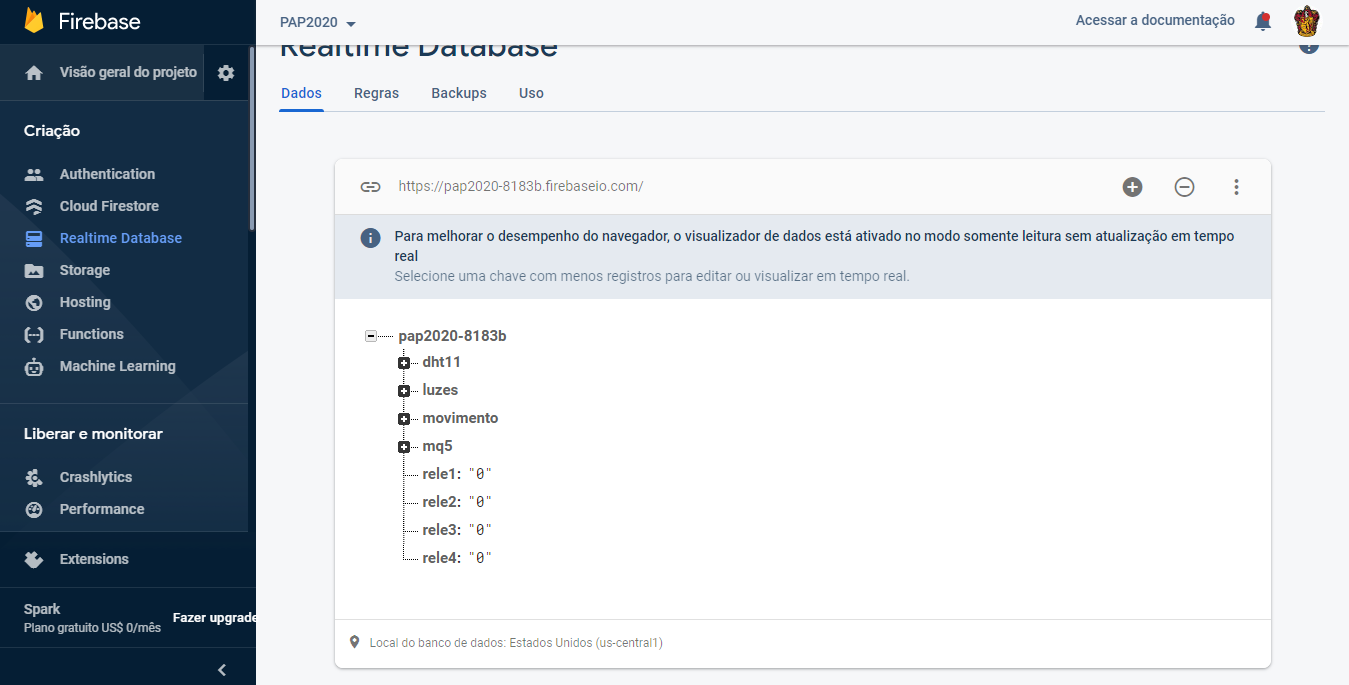 Firebase
PAP2020
Acessar a documentação
Visão geral do projeto
Realtime Database
Dados
Regras
Backups
Uso
Criação
Authentication
Cloud Firestore
Realtime Database
Storage
Hosting
Functions
Machine Learning
Liberar e monitorar
Crashlytics
Performance
Extensions
Spark
Plano gratuito US$ 0/mês
Fazer upgrade
https://pap2020-8183b.firebaseio.com/
Para melhorar o desempenho do navegador, o visualizador de dados está ativado no modo somente leitura sem atualização em tempo
real
Selecione uma chave com menos registros para editar ou visualizar em tempo real.
pap2020-8183b
dht11
luzes
movimento
mq5
rele1: "0"
rele2: "0"
rele3: "0"
rele4: "0"
Local do banco de dados: Estados Unidos (us-central1)